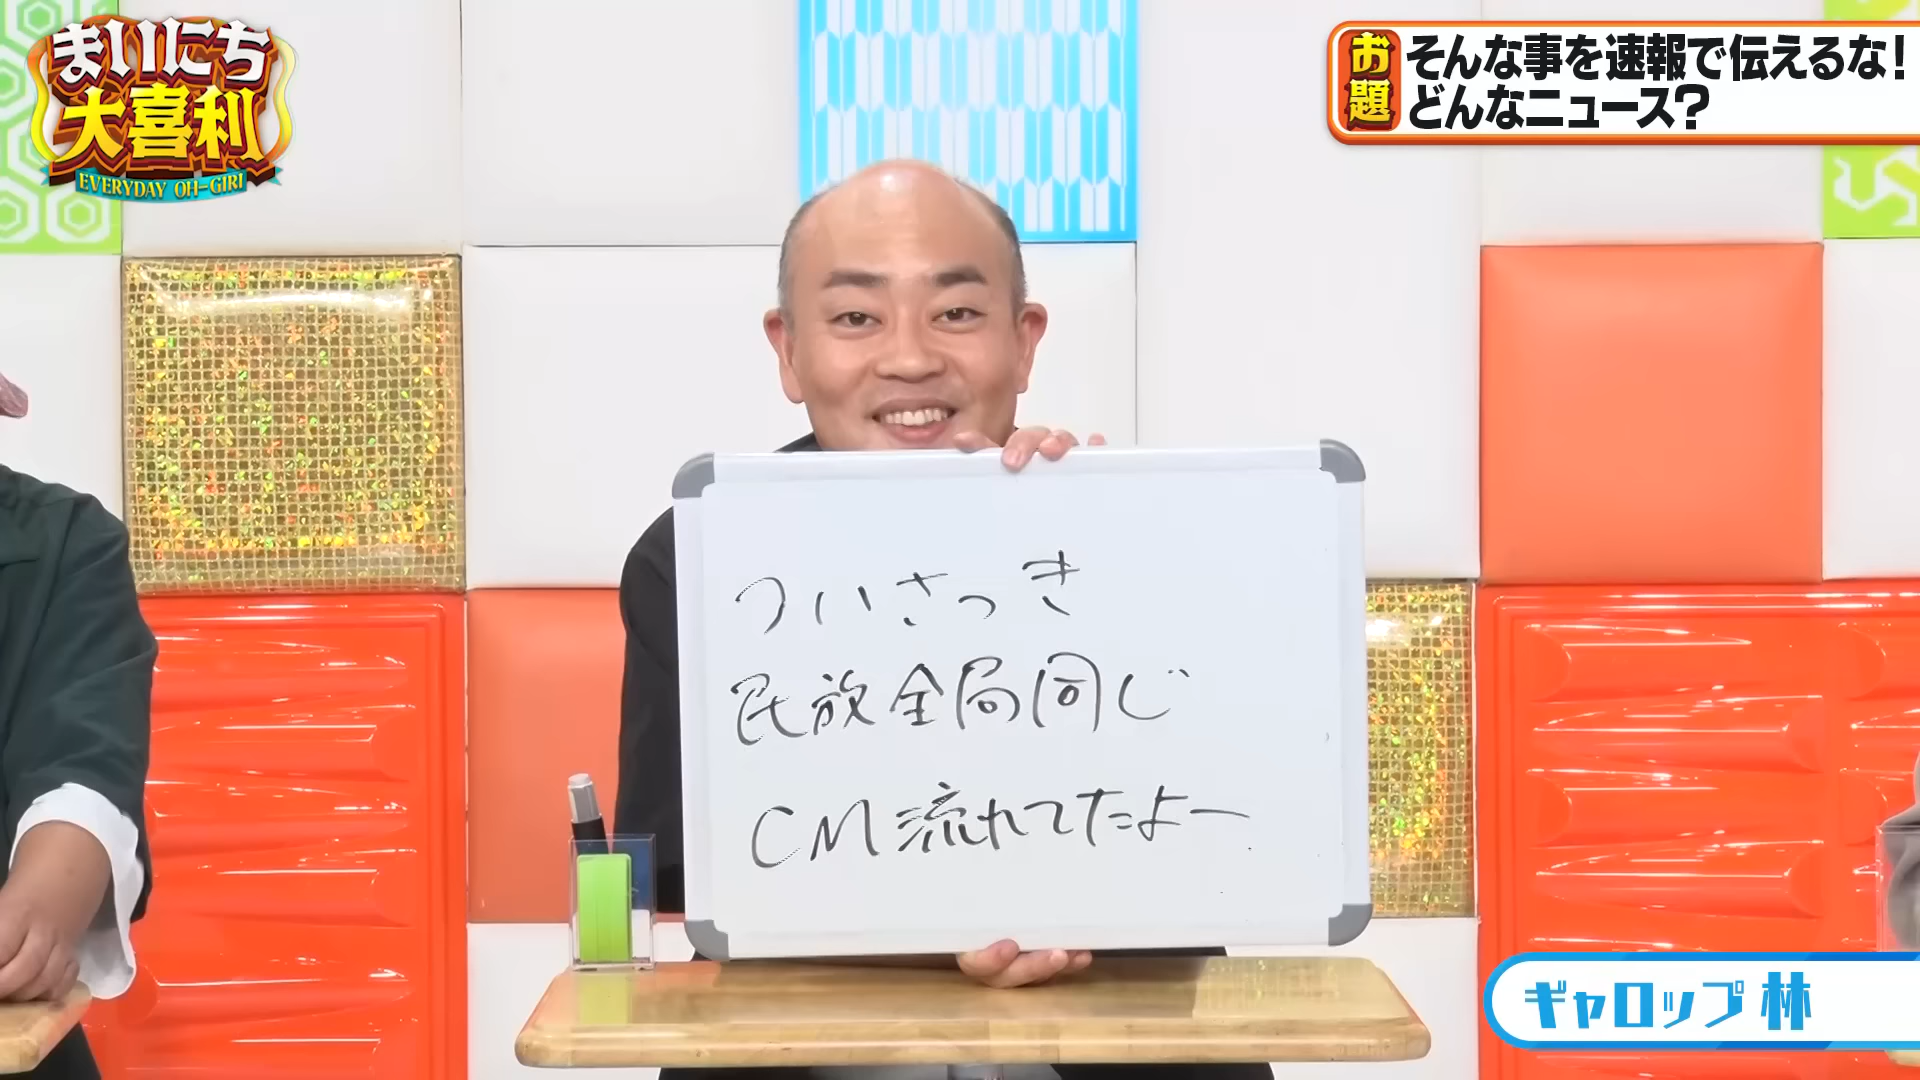 まいにち
大喜利
EVERYDAY OH-GIRI
お題
そんな事を速報で伝えるな!
どんなニュース?
ついさっき
民放全局同じ
CM流れてたよー
ギャロップ 林